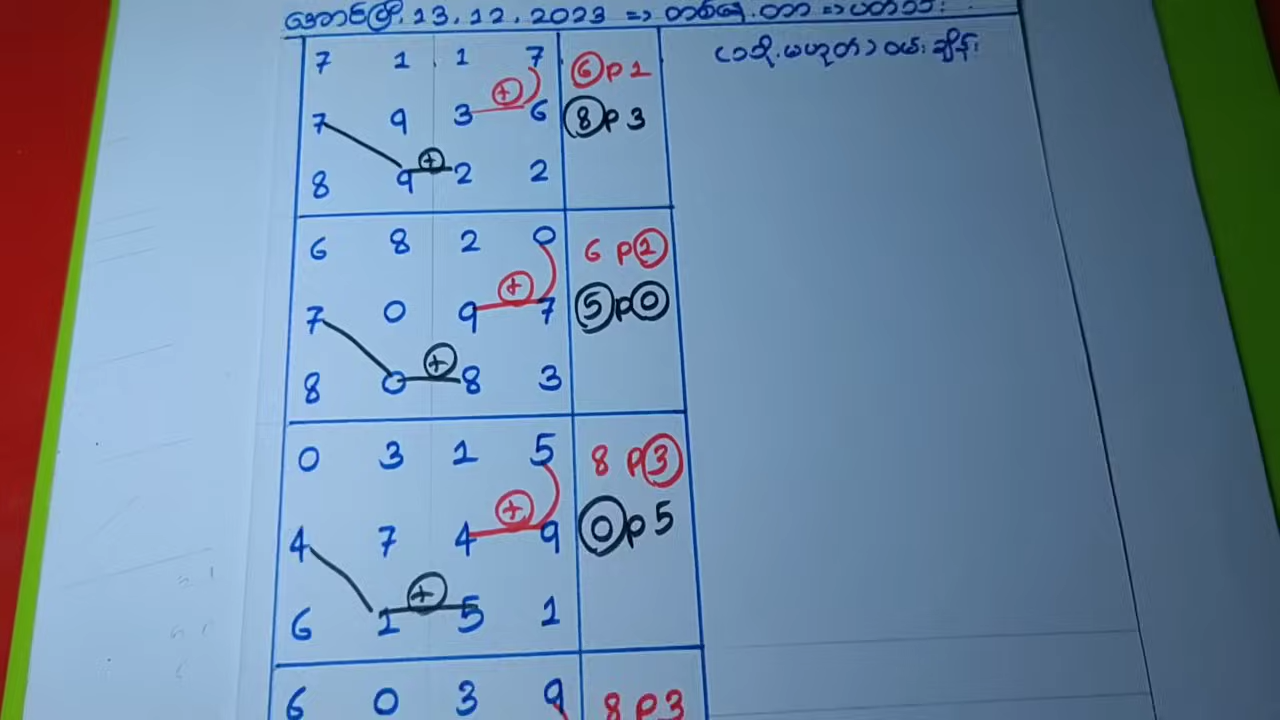 13.12.2023 ⇒
7 1 1 7 6 p 1
(+)
7 9 3 6 8 p 3
(+)
8 9 2 2
6 8 2 0 6 p 2
(+)
7 0 9 7 5 p 0
(+)
8 0 8 3
0 3 1 5 8 p 3
(+)
4 7 4 9 0 p 5
(+)
6 1 5 1
6 0 3 9 8 p 3